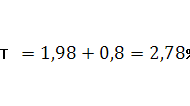 т = 1,98 + 0,8 = 2,78%